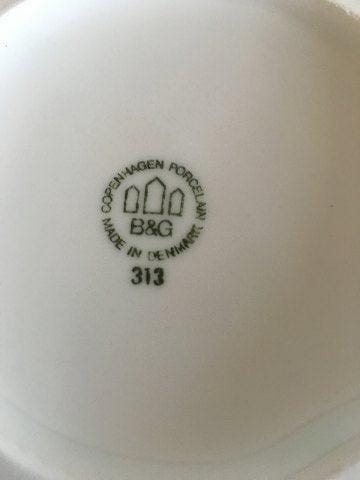 COPENHAGEN PORCELAIN
B&G
MADE IN DENMARK
313